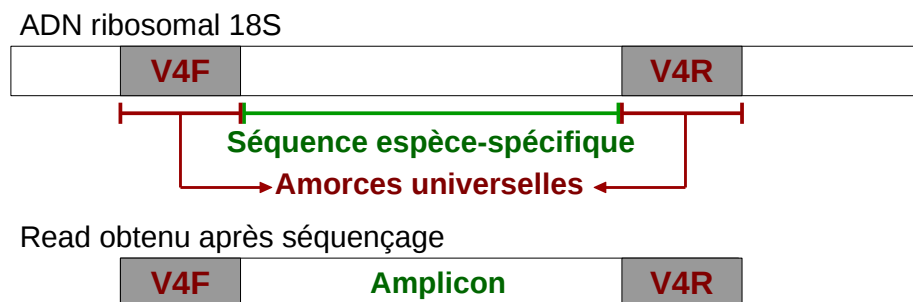 ADN ribosomal 18S
V4F V4R
Séquence espèce-spécifique
Amorces universelles
Read obtenu après séquençage
V4F Amplicon V4R